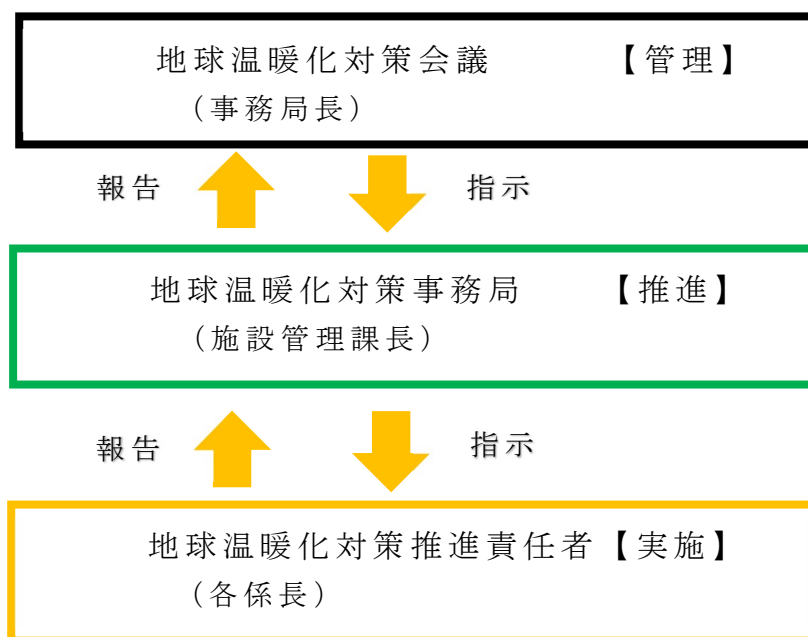 地球温暖化対策会議　【管理】
（事務局長）
報告　指示
地球温暖化対策事務局　【推進】
（施設管理課長）
報告　指示
地球温暖化対策推進責任者【実施】
（各係長）